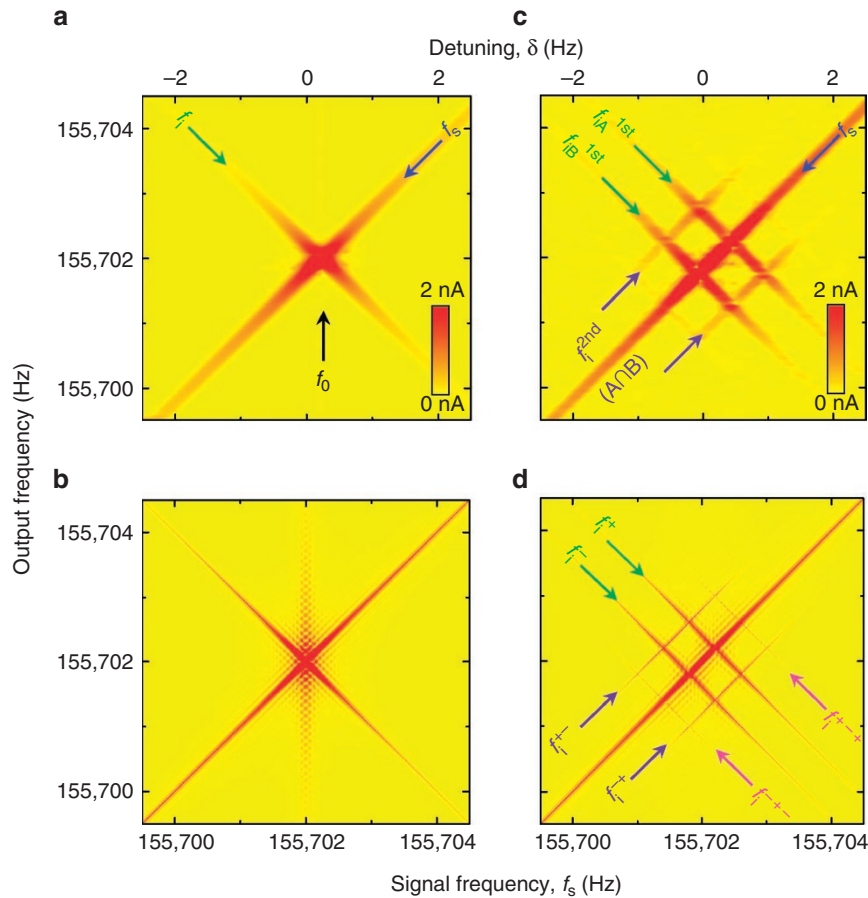 a
Detuning, δ (Hz)
−2 0 2
155,704
155,702
155,700
f_i
f_s
f_0
2 nA
0 nA
c
Detuning, δ (Hz)
−2 0 2
f_iA^1st
f_iB^1st
f_s
f_i^2nd
(A∩B)
2 nA
0 nA
Output frequency (Hz)
b
155,704
155,702
155,700
155,700 155,702 155,704
d
f_i^+
f_i^-
f_i^+-
f_i^-+
f_i^+-+
f_i^-+-
155,700 155,702 155,704
Signal frequency, f_s (Hz)